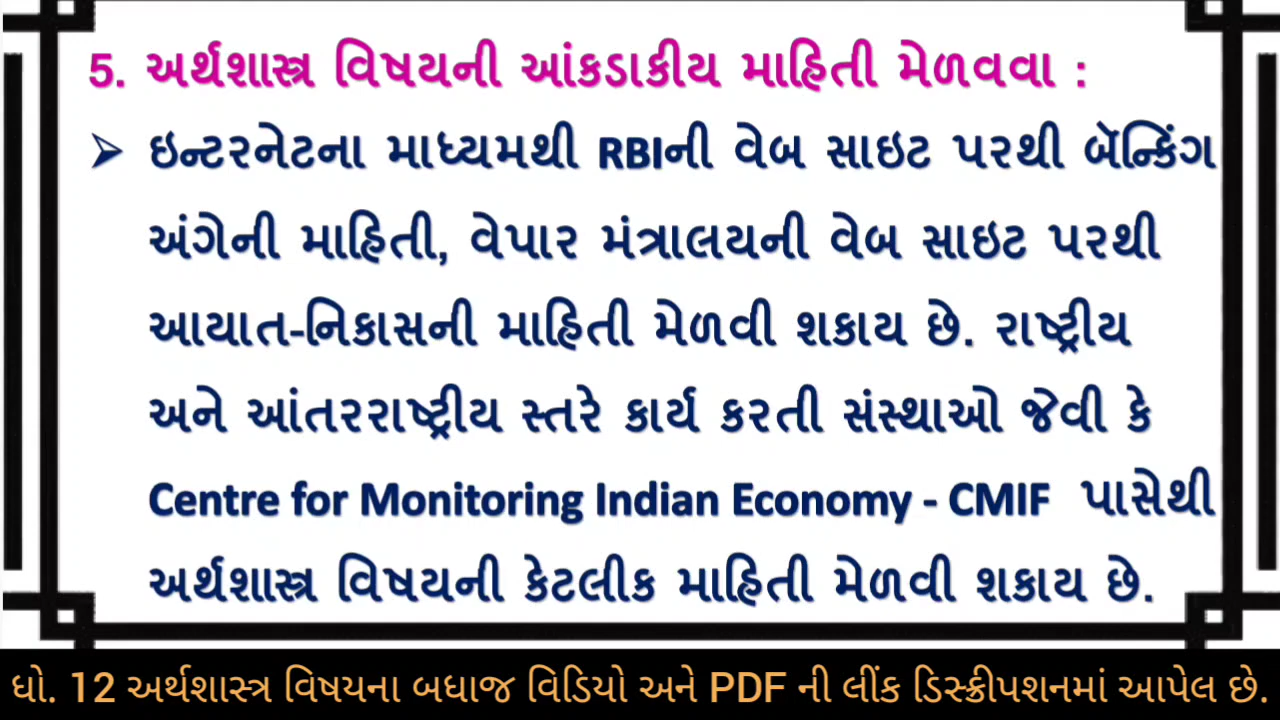 5. અર્થશાસ્ત્ર વિષયની આંકડાકીય માહિતી મેળવવા :
➢ ઇન્ટરનેટના માધ્યમથી RBIની વેબ સાઇટ પરથી બૅન્કિંગ
અંગેની માહિતી, વેપાર મંત્રાલયની વેબ સાઇટ પરથી
આયાત-નિકાસની માહિતી મેળવી શકાય છે. રાષ્ટ્રીય
અને આંતરરાષ્ટ્રીય સ્તરે કાર્ય કરતી સંસ્થાઓ જેવી કે
Centre for Monitoring Indian Economy - CMIF પાસેથી
અર્થશાસ્ત્ર વિષયની કેટલીક માહિતી મેળવી શકાય છે.
ધો. 12 અર્થશાસ્ત્ર વિષયના બધાજ વિડિયો અને PDF ની લીંક ડિસ્ક્રીપશનમાં આપેલ છે.